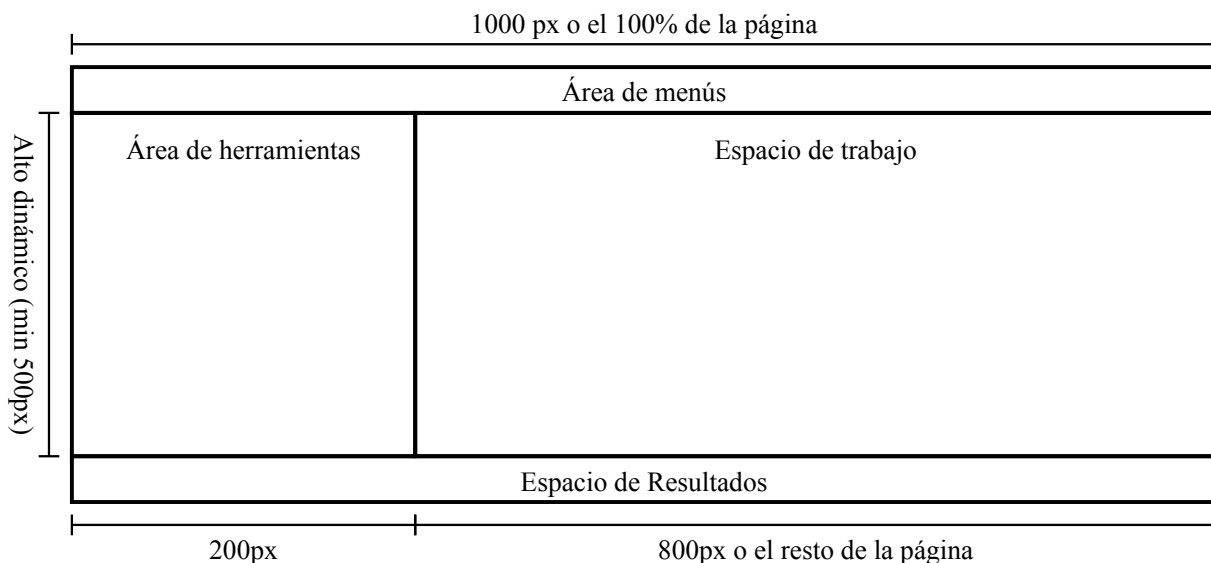 1000 px o el 100% de la página
Área de menús
Alto dinámico (min 500px)
Área de herramientas
Espacio de trabajo
Espacio de Resultados
200px
800px o el resto de la página